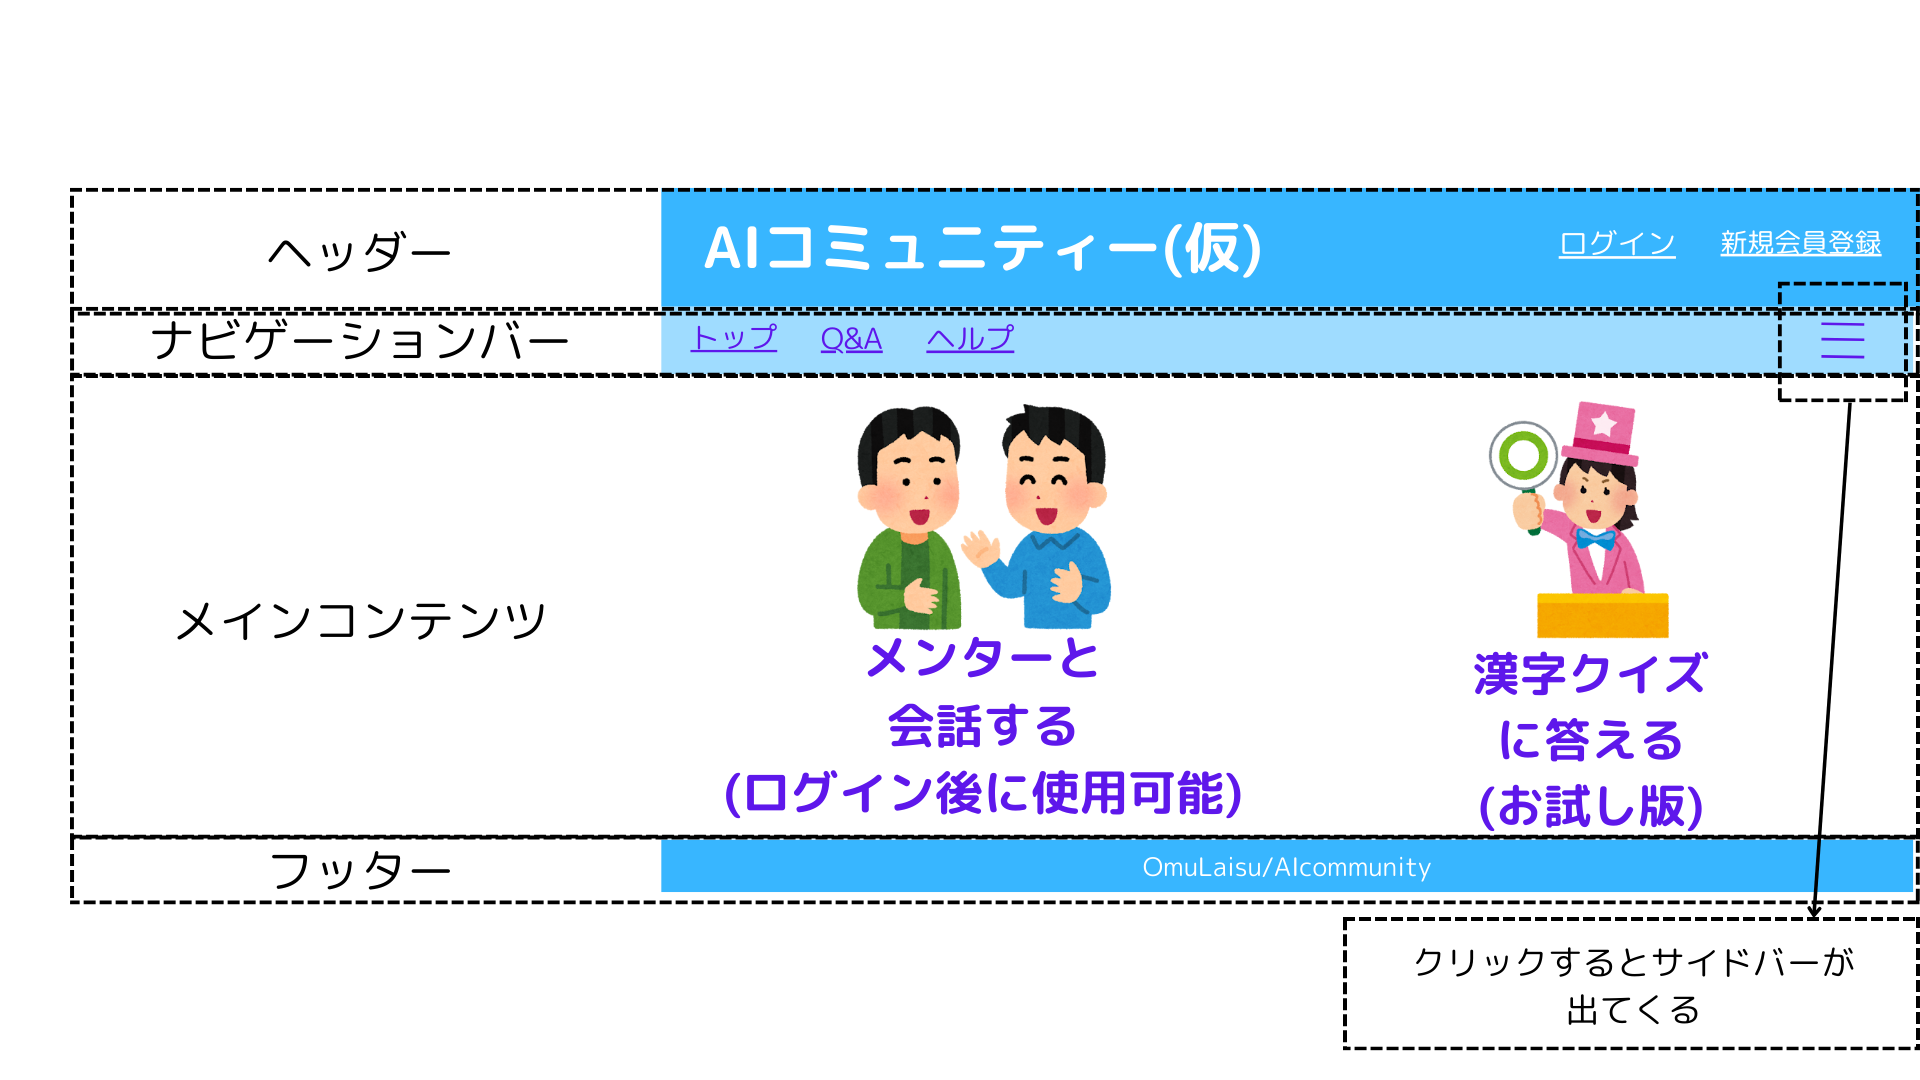 ヘッダー
AIコミュニティー(仮)
ログイン
新規会員登録
ナビゲーションバー
トップ
Q&A
ヘルプ
メインコンテンツ
メンターと
会話する
(ログイン後に使用可能)
漢字クイズ
に答える
(お試し版)
フッター
OmuLaisu/AIcommunity
クリックするとサイドバーが
出てくる